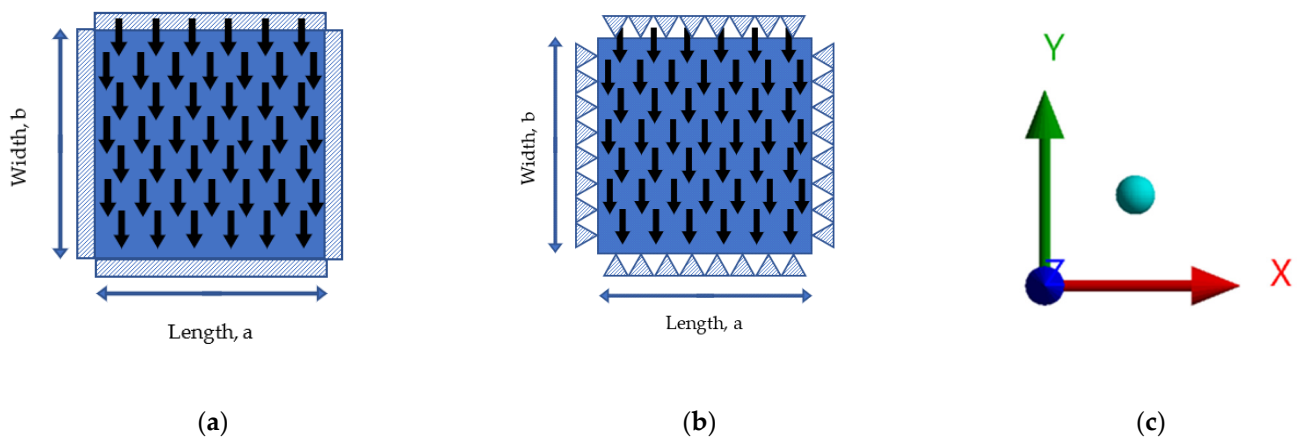 Width, b
Length, a
Width, b
Length, a
Y
Z
X
(a)
(b)
(c)